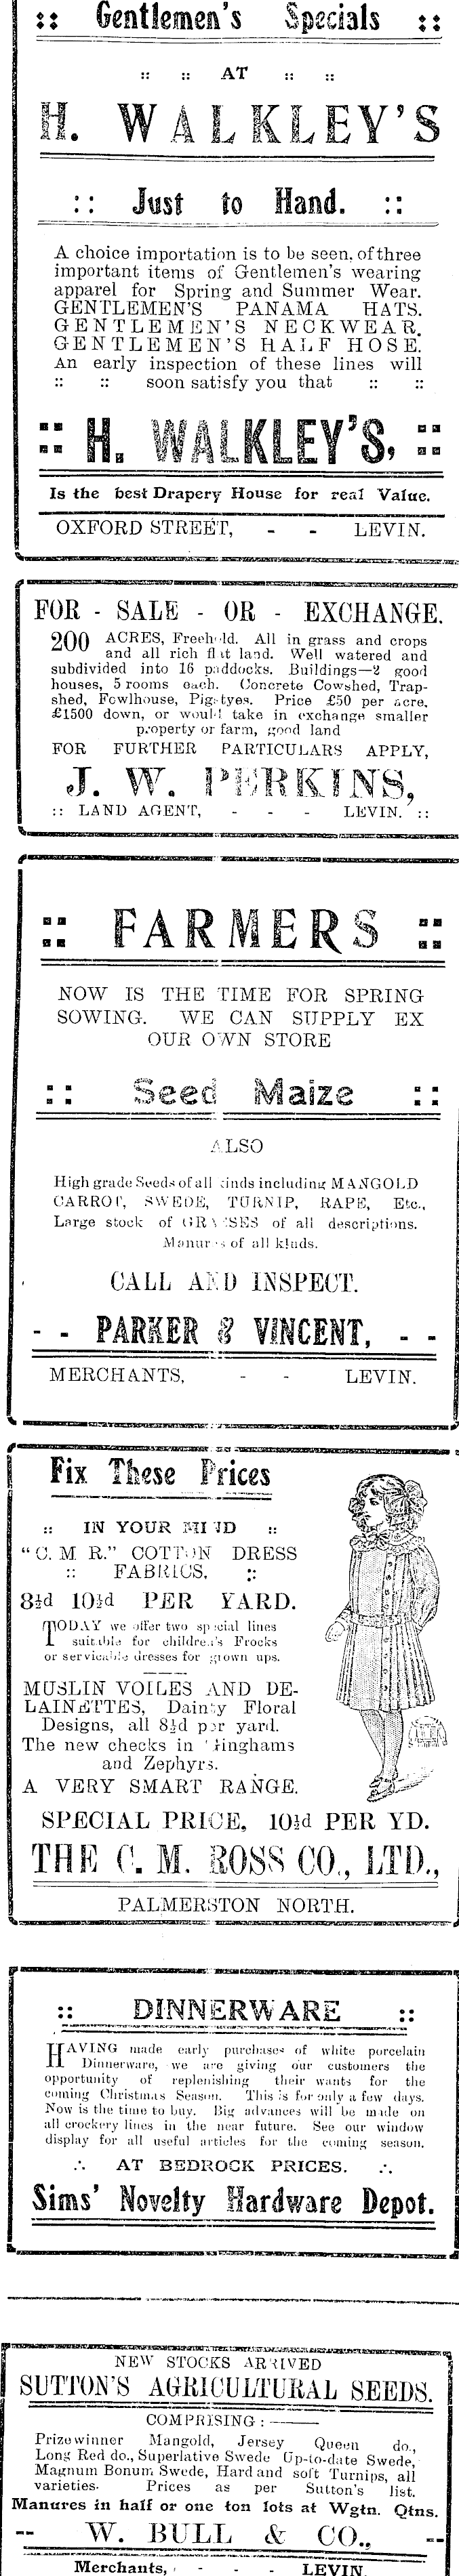 :: Gentlemen's Specials ::
:: :: AT :: ::
H. WALKLEY'S
:: Just to Hand. ::
A choice importation is to be seen, of three
important items of Gentlemen's wearing
apparel for Spring and Summer Wear.
GENTLEMEN'S PANAMA HATS.
GENTLEMEN'S NECKWEAR.
GENTLEMEN'S HALF HOSE.
An early inspection of these lines will
:: :: soon satisfy you that :: ::
:: H. WALKLEY'S, ::
Is the best Drapery House for real Value.
OXFORD STREET, - - LEVIN.
FOR - SALE - OR - EXCHANGE.
200 ACRES, Freehold. All in grass and crops
and all rich flat land. Well watered and
subdivided into 16 paddocks. Buildings—2 good
houses, 5 rooms each. Concrete Cowshed, Trap-
shed, Fowlhouse, Pigstyes. Price £50 per acre.
£1500 down, or would take in exchange smaller
property or farm, good land
FOR FURTHER PARTICULARS APPLY,
J. W. PERKINS,
:: LAND AGENT, - - - LEVIN. ::
:: FARMERS ::
NOW IS THE TIME FOR SPRING
SOWING. WE CAN SUPPLY EX
OUR OWN STORE
:: Seed Maize ::
ALSO
High grade Seeds of all kinds including MANGOLD
CARROT, SWEDE, TURNIP, RAPE, Etc.,
Large stock of GRASSES of all descriptions.
Manures of all kinds.
CALL AND INSPECT.
- - PARKER & VINCENT, - -
MERCHANTS, - - LEVIN.
Fix These Prices
:: IN YOUR MIND ::
"C. M. R." COTTON DRESS
:: FABRICS. ::
8½d 10½d PER YARD.
TODAY we offer two special lines
suitable for children's Frocks
or serviceable dresses for grown ups.
MUSLIN VOILES AND DE-
LAINETTES, Dainty Floral
Designs, all 8½d per yard.
The new checks in Ginghams
and Zephyrs.
A VERY SMART RANGE.
SPECIAL PRICE, 10½d PER YD.
THE C. M. ROSS CO., LTD.,
PALMERSTON NORTH.
:: DINNERWARE ::
HAVING made early purchases of white porcelain
Dinnerware, we are giving our customers the
opportunity of replenishing their wants for the
coming Christmas Season. This is for only a few days.
Now is the time to buy. Big advances will be made on
all crockery lines in the near future. See our window
display for all useful articles for the coming season.
.·. AT BEDROCK PRICES. .·.
Sims' Novelty Hardware Depot.
NEW STOCKS ARRIVED
SUTTON'S AGRICULTURAL SEEDS.
COMPRISING :———
Prizewinner Mangold, Jersey Queen do.,
Long Red do., Superlative Swede Up-to-date Swede,
Magnum Bonum Swede, Hard and soft Turnips, all
varieties. Prices as per Sutton's list.
Manures in half or one ton lots at Wgtn. Qtns.
-- W. BULL & CO., --
Merchants, - - - LEVIN.